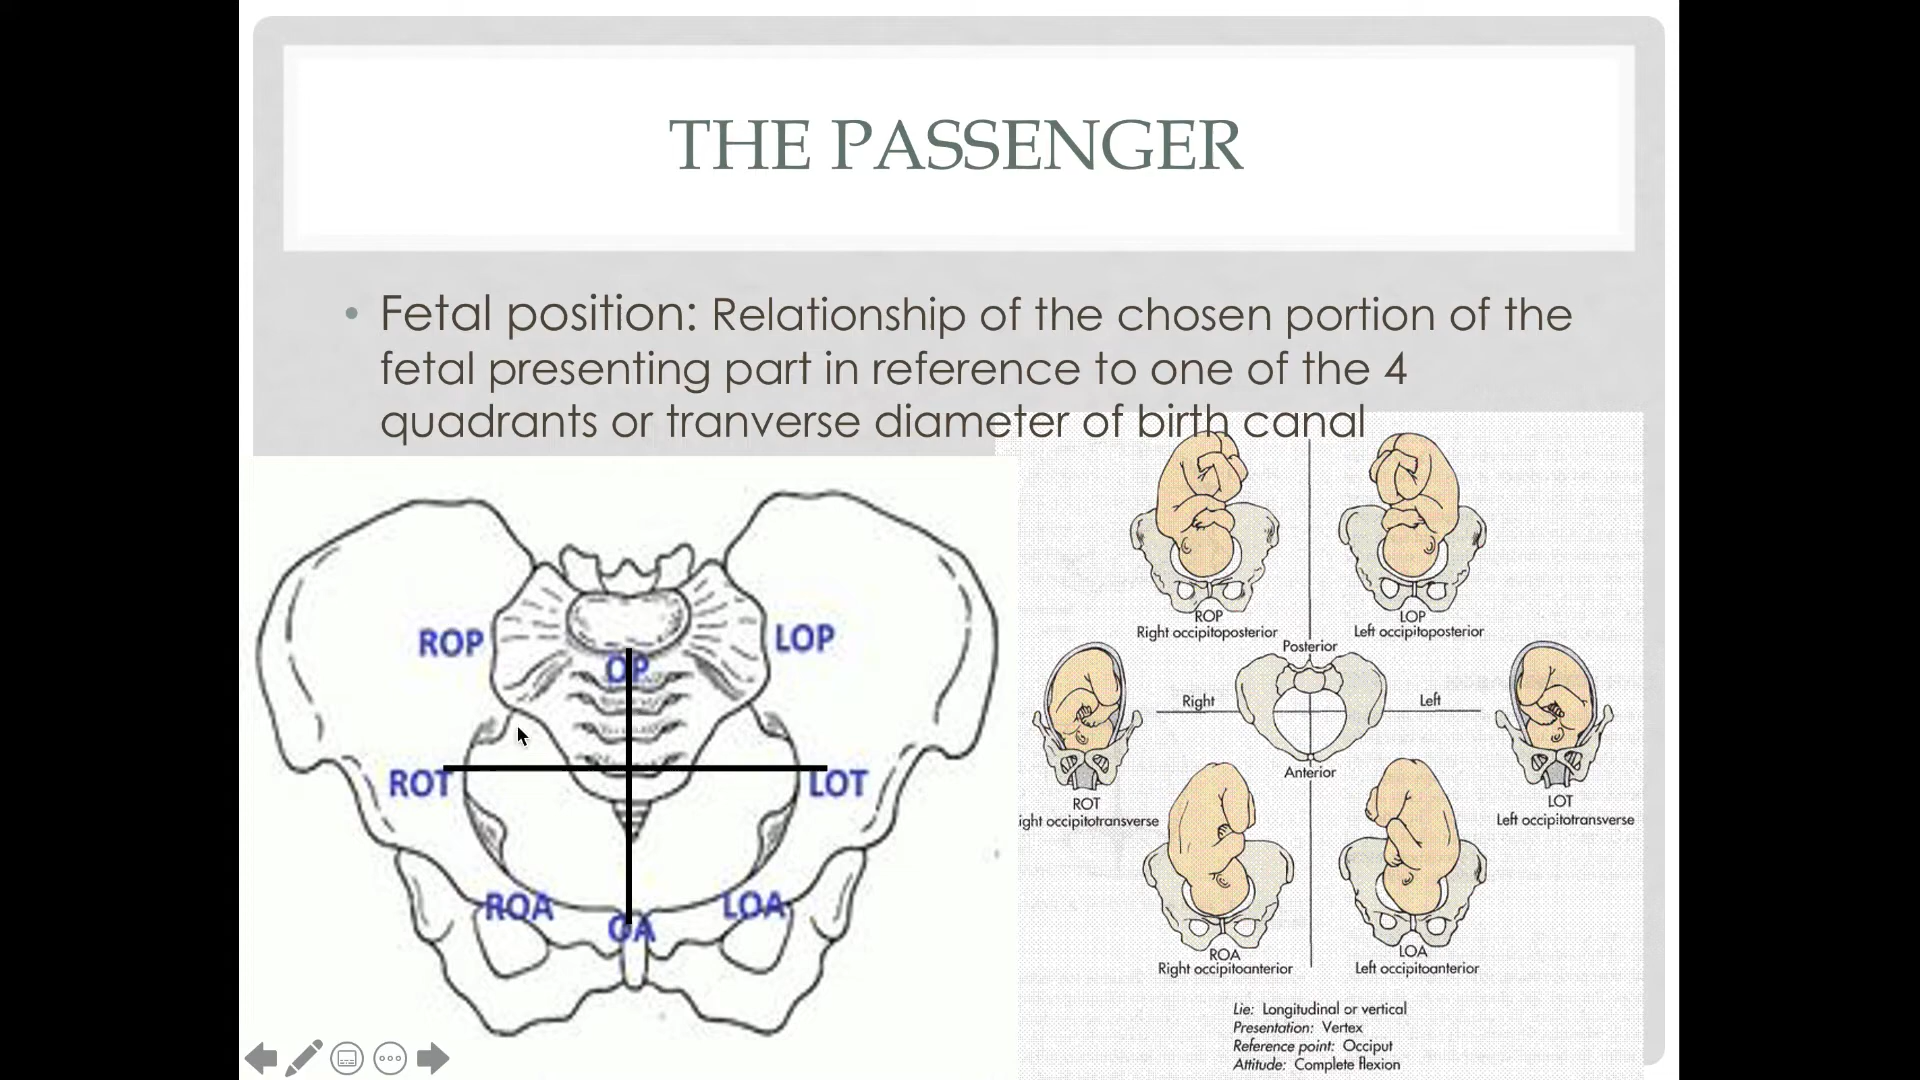 THE PASSENGER
• Fetal position: Relationship of the chosen portion of the
fetal presenting part in reference to one of the 4
quadrants or tranverse diameter of birth canal
ROP
LOP
OP
ROT
LOT
ROA
LOA
OA
ROP
Right occipitoposterior
LOP
Left occipitoposterior
Posterior
Right
Left
Anterior
ROT
ight occipitotransverse
LOT
Left occipitotransverse
ROA
Right occipitoanterior
LOA
Left occipitoanterior
Lie: Longitudinal or vertical
Presentation: Vertex
Reference point: Occiput
Attitude: Complete flexion